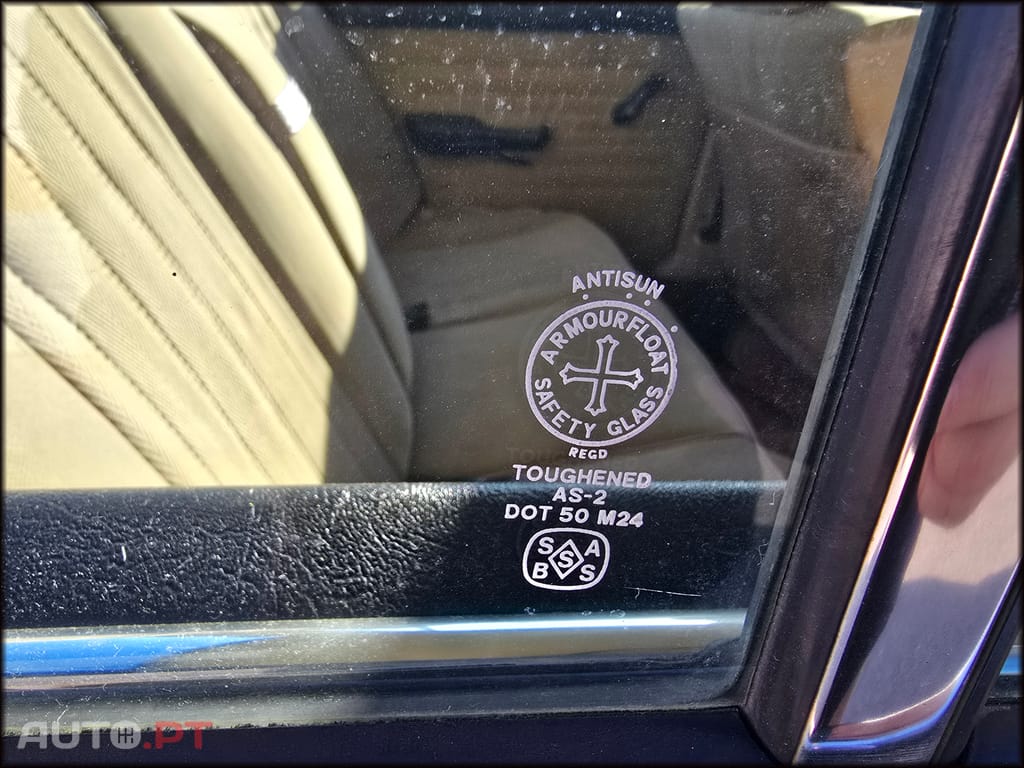 ANTISUN
ARMOURFLOAT
SAFETY GLASS
REGD
TOUGHENED
AS-2
DOT 50 M24
S A
S
B S
AUTO.PT